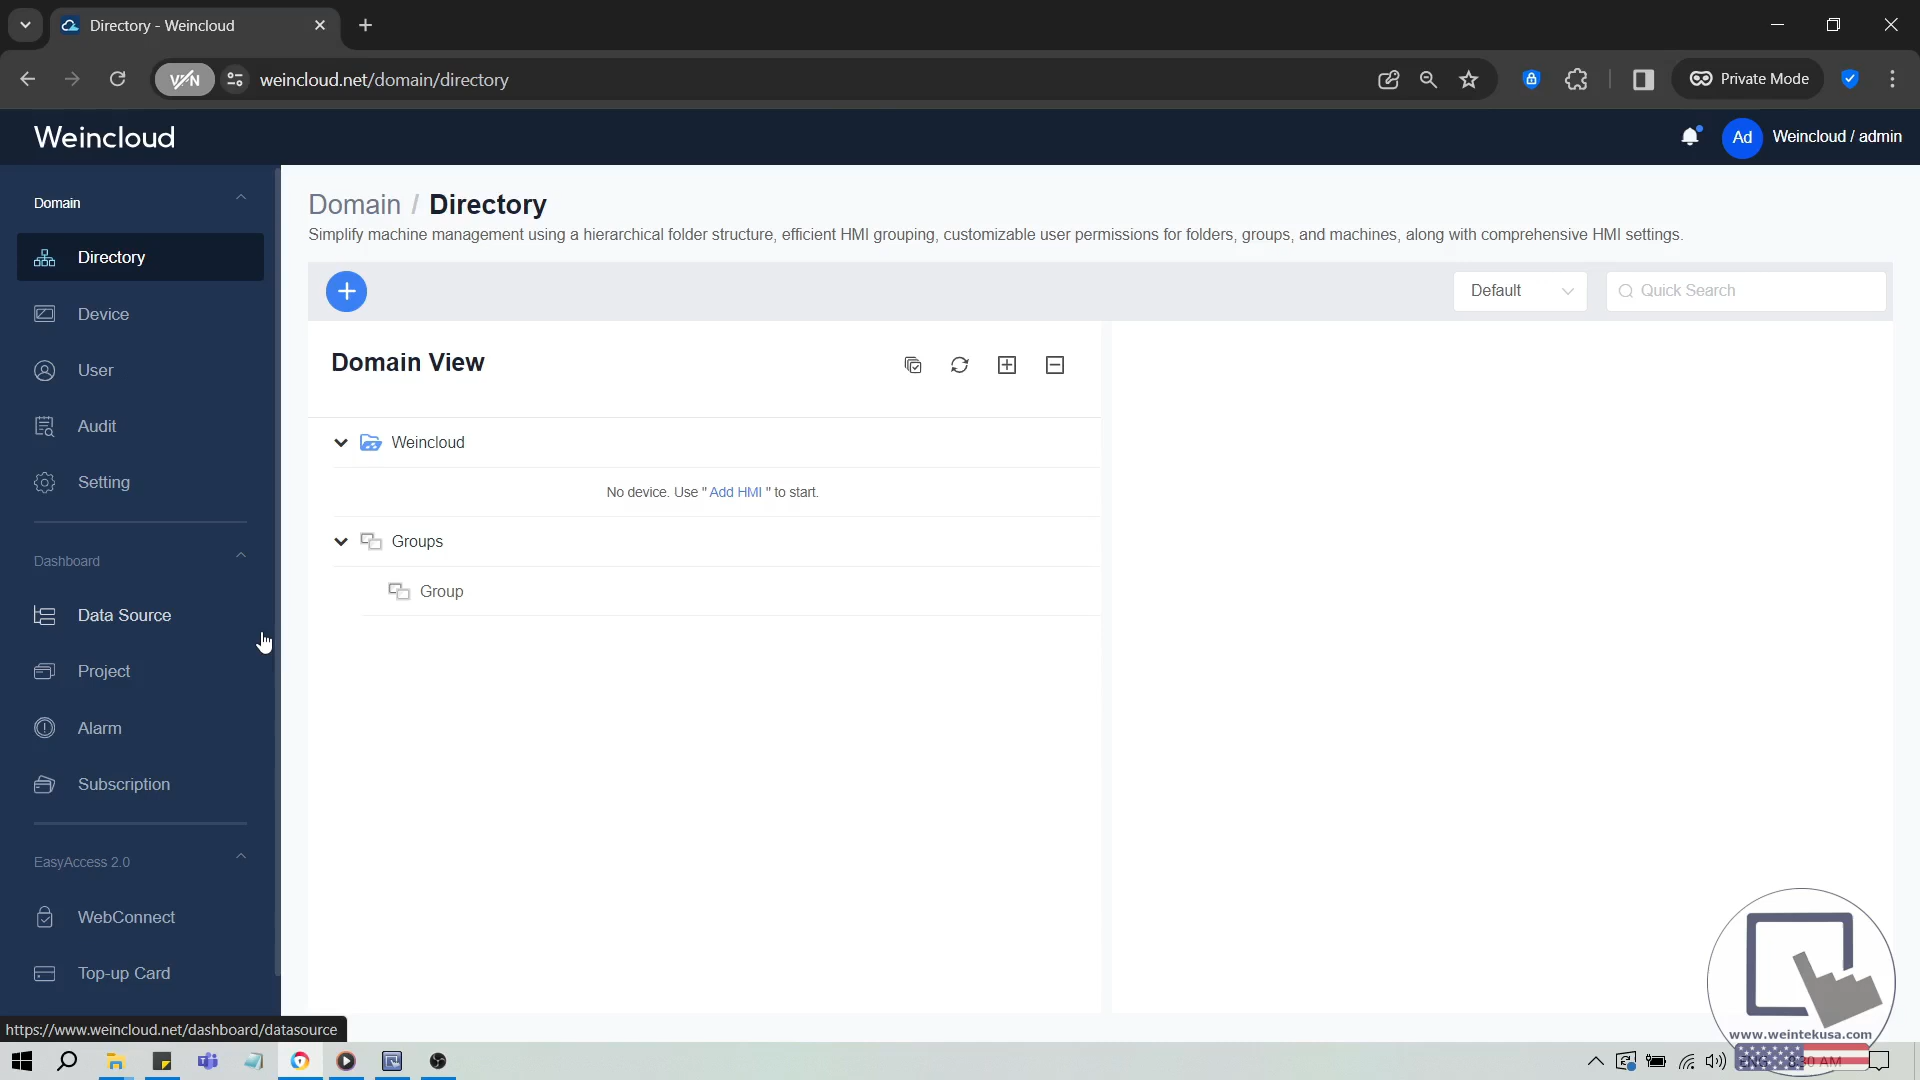 Directory - Weincloud
VPN
weincloud.net/domain/directory
Private Mode
Weincloud
Ad
Weincloud / admin
Domain
Directory
Device
User
Audit
Setting
Dashboard
Data Source
Project
Alarm
Subscription
EasyAccess 2.0
WebConnect
Top-up Card
Domain / Directory
Simplify machine management using a hierarchical folder structure, efficient HMI grouping, customizable user permissions for folders, groups, and machines, along with comprehensive HMI settings.
Default
Quick Search
Domain View
Weincloud
No device. Use " Add HMI " to start.
Groups
Group
https://www.weincloud.net/dashboard/datasource
www.weintekusa.com